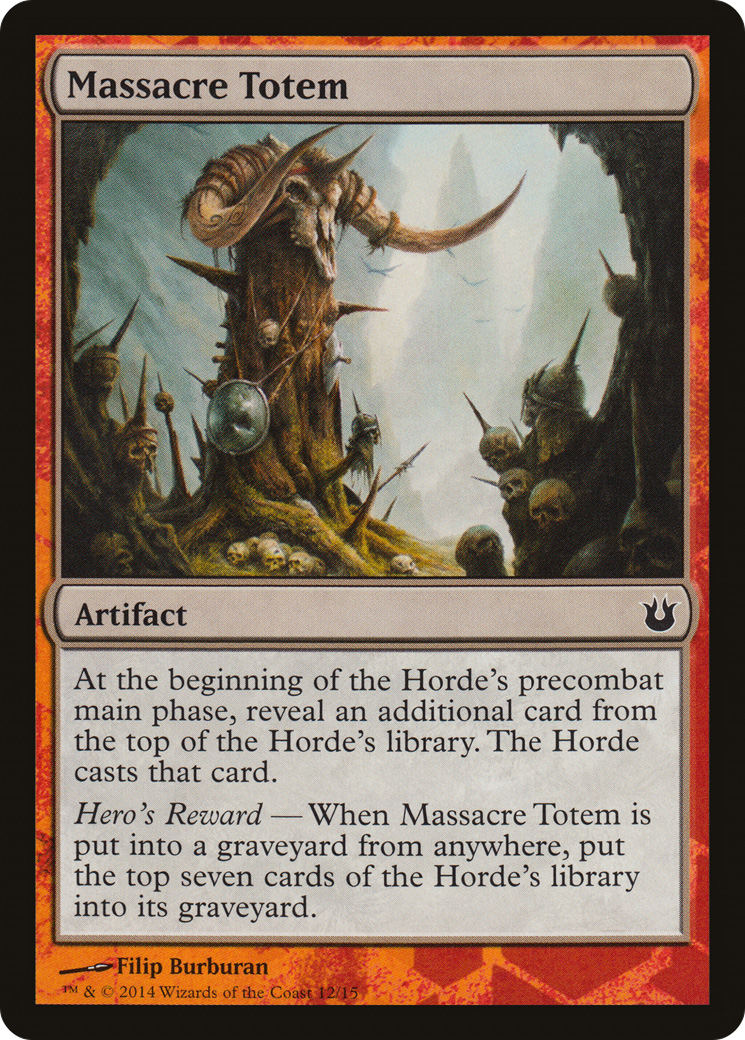 Massacre Totem
Artifact
At the beginning of the Horde's precombat
main phase, reveal an additional card from
the top of the Horde's library. The Horde
casts that card.
Hero's Reward — When Massacre Totem is
put into a graveyard from anywhere, put
the top seven cards of the Horde's library
into its graveyard.
Filip Burburan
™ & © 2014 Wizards of the Coast 12/15